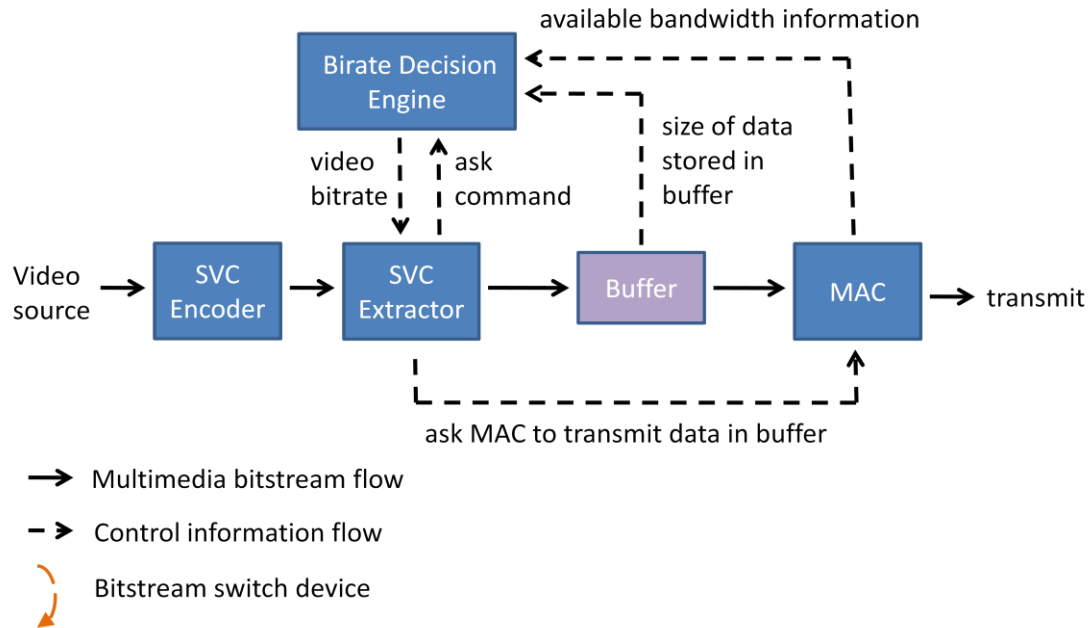 available bandwidth information
Birate Decision
Engine
size of data
stored in
buffer
video
bitrate
ask
command
Video
source
SVC
Encoder
SVC
Extractor
Buffer
MAC
transmit
ask MAC to transmit data in buffer
Multimedia bitstream flow
Control information flow
Bitstream switch device